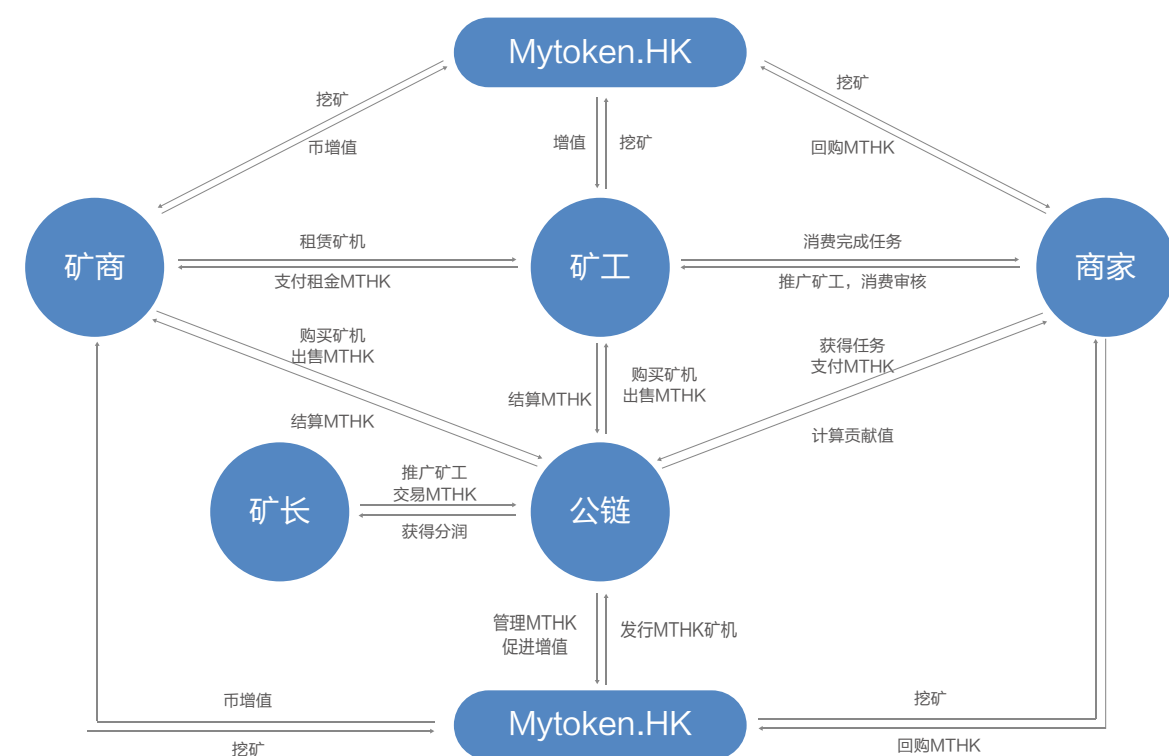 Mytoken.HK
挖矿
币增值
增值
挖矿
挖矿
回购MTHK
矿商
租赁矿机
支付租金MTHK
矿工
消费完成任务
推广矿工，消费审核
商家
购买矿机
出售MTHK
结算MTHK
结算MTHK
购买矿机
出售MTHK
获得任务
支付MTHK
计算贡献值
矿长
推广矿工
交易MTHK
获得分润
公链
管理MTHK
促进增值
发行MTHK矿机
币增值
挖矿
Mytoken.HK
挖矿
回购MTHK